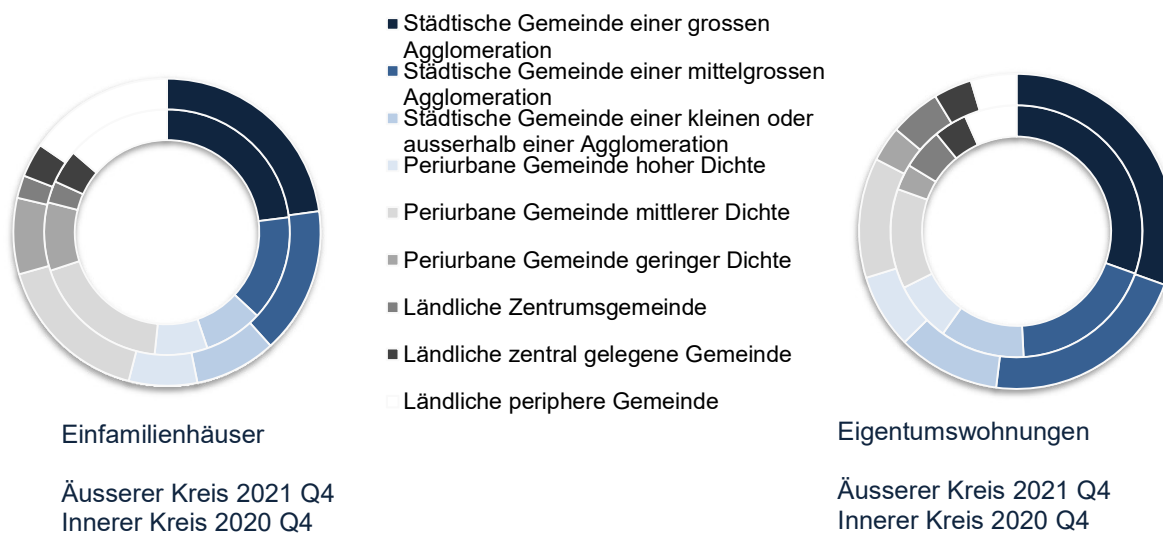 Städtische Gemeinde einer grossen
Agglomeration
Städtische Gemeinde einer mittelgrossen
Agglomeration
Städtische Gemeinde einer kleinen oder
ausserhalb einer Agglomeration
Periurbane Gemeinde hoher Dichte
Periurbane Gemeinde mittlerer Dichte
Periurbane Gemeinde geringer Dichte
Ländliche Zentrumsgemeinde
Ländliche zentral gelegene Gemeinde
Ländliche periphere Gemeinde
Einfamilienhäuser
Äusserer Kreis 2021 Q4
Innerer Kreis 2020 Q4
Eigentumswohnungen
Äusserer Kreis 2021 Q4
Innerer Kreis 2020 Q4